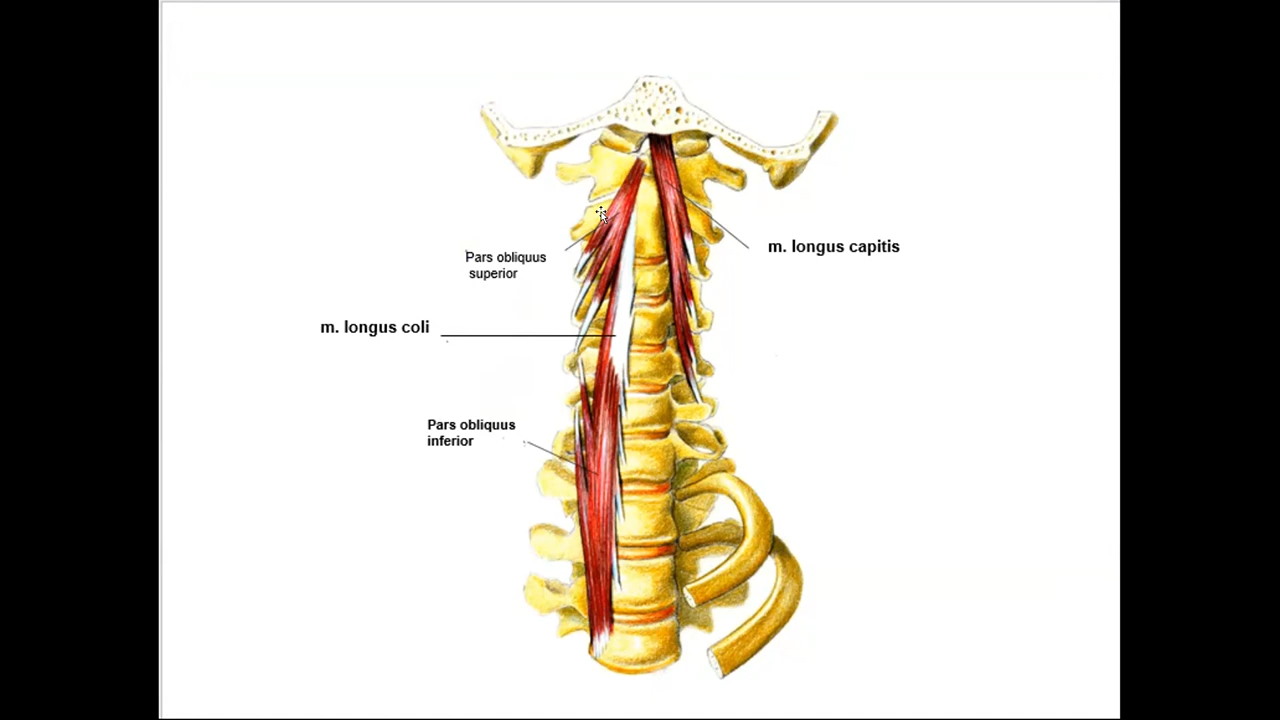 m. longus capitis
Pars obliquus
superior
m. longus coli
Pars obliquus
inferior